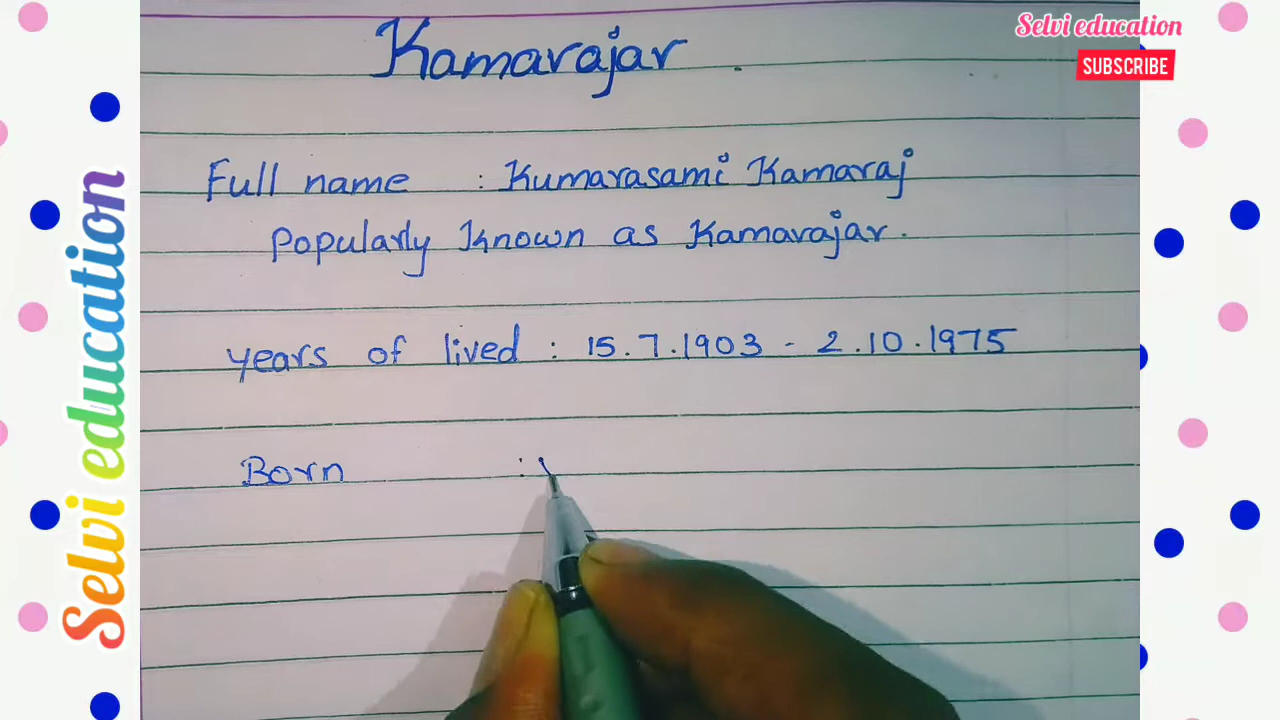 Kamarajar .
Full name : Kumarasami Kamaraj
Popularly Known as Kamarajar.
years of lived : 15.7.1903 - 2.10.1975
Born :
Selvi education
SUBSCRIBE
Selvi education